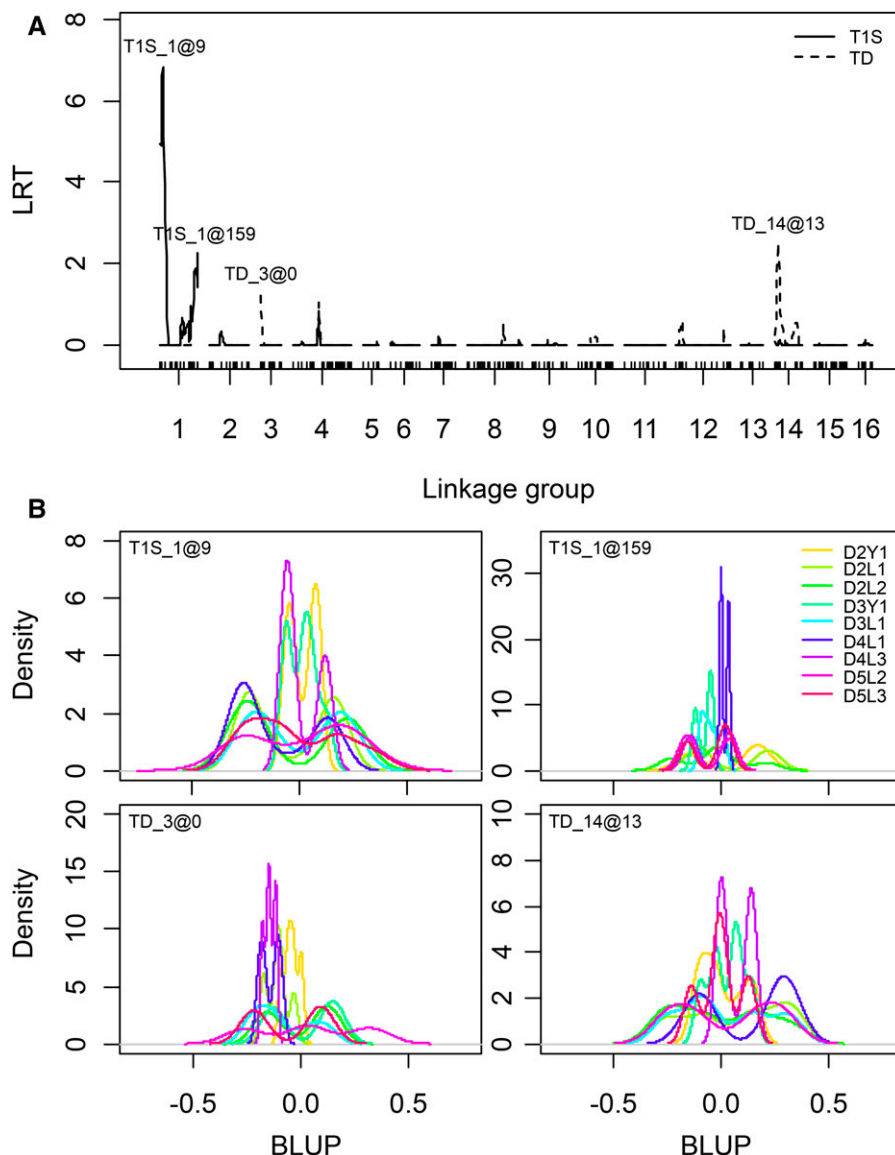 A
LRT
8
6
4
2
0
T1S_1@9
T1S_1@159
TD_3@0
TD_14@13
T1S
TD
1 2 3 4 5 6 7 8 9 10 11 12 13 14 15 16
Linkage group
B
T1S_1@9
Density
8
6
4
2
0
T1S_1@159
30
20
10
0
D2Y1
D2L1
D2L2
D3Y1
D3L1
D4L1
D4L3
D5L2
D5L3
TD_3@0
Density
20
15
10
5
0
-0.5 0.0 0.5
BLUP
TD_14@13
10
8
6
4
2
0
-0.5 0.0 0.5
BLUP